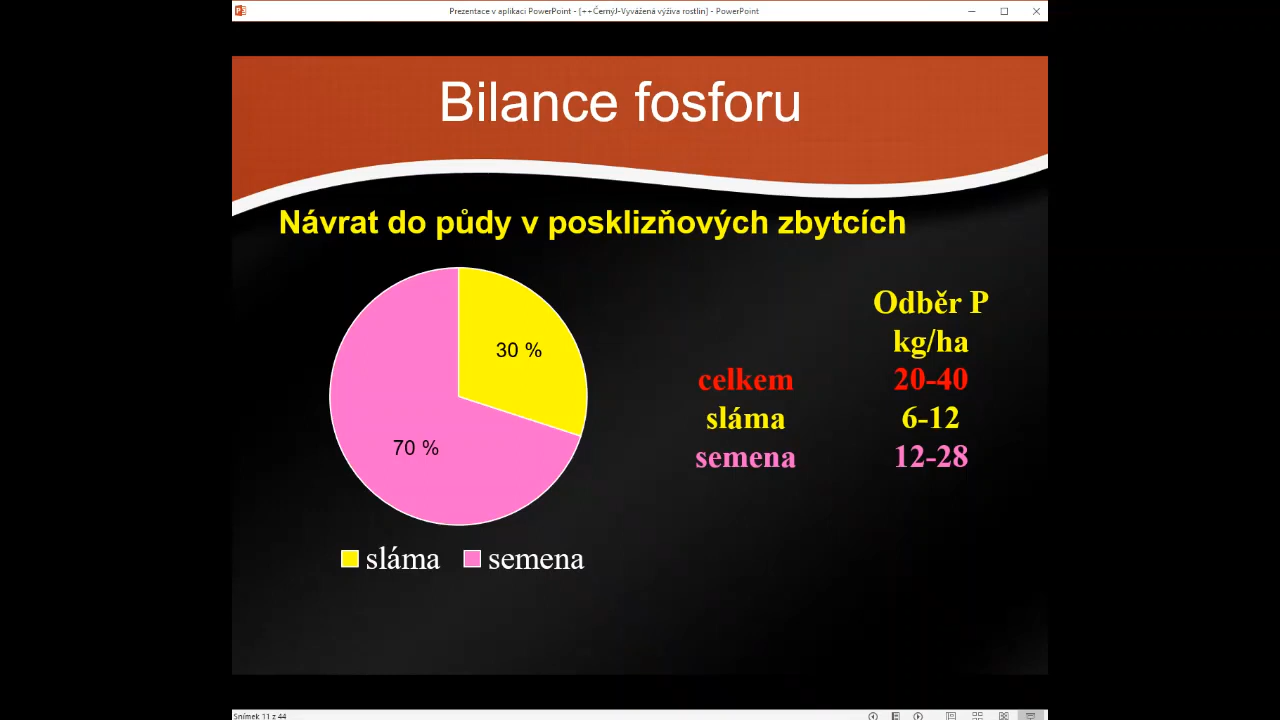 Prezentace v aplikaci PowerPoint - [++ČernýJ-Vyvážená výživa rostlin] - PowerPoint
Bilance fosforu
Návrat do půdy v posklizňových zbytcích
30 %
70 %
sláma semena
Odběr P
kg/ha
celkem 20-40
sláma 6-12
semena 12-28
Snímek 11 z 44